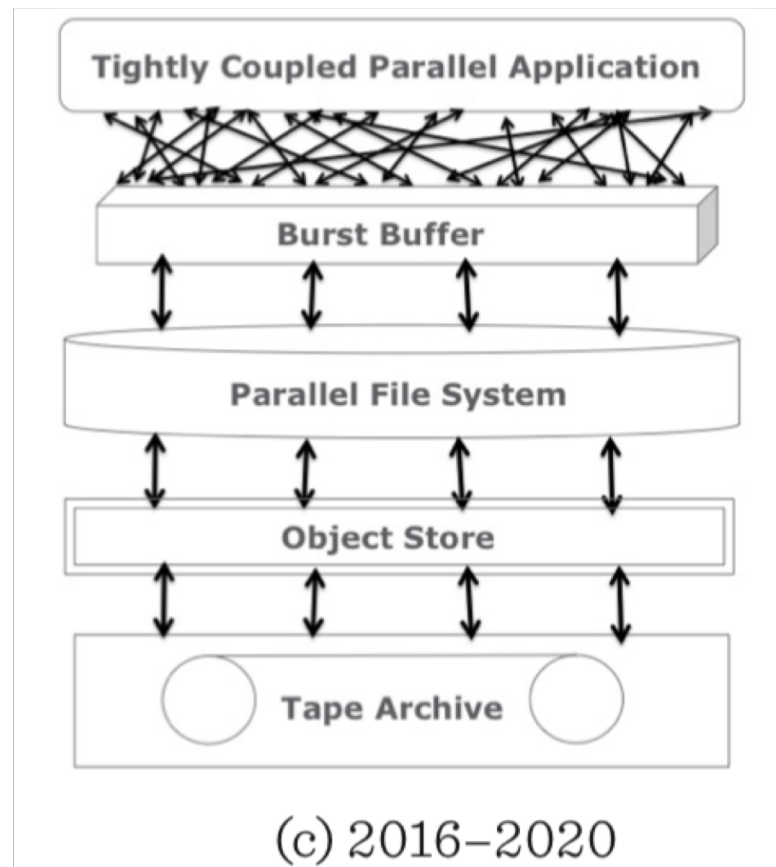 Tightly Coupled Parallel Application
Burst Buffer
Parallel File System
Object Store
Tape Archive
(c) 2016–2020